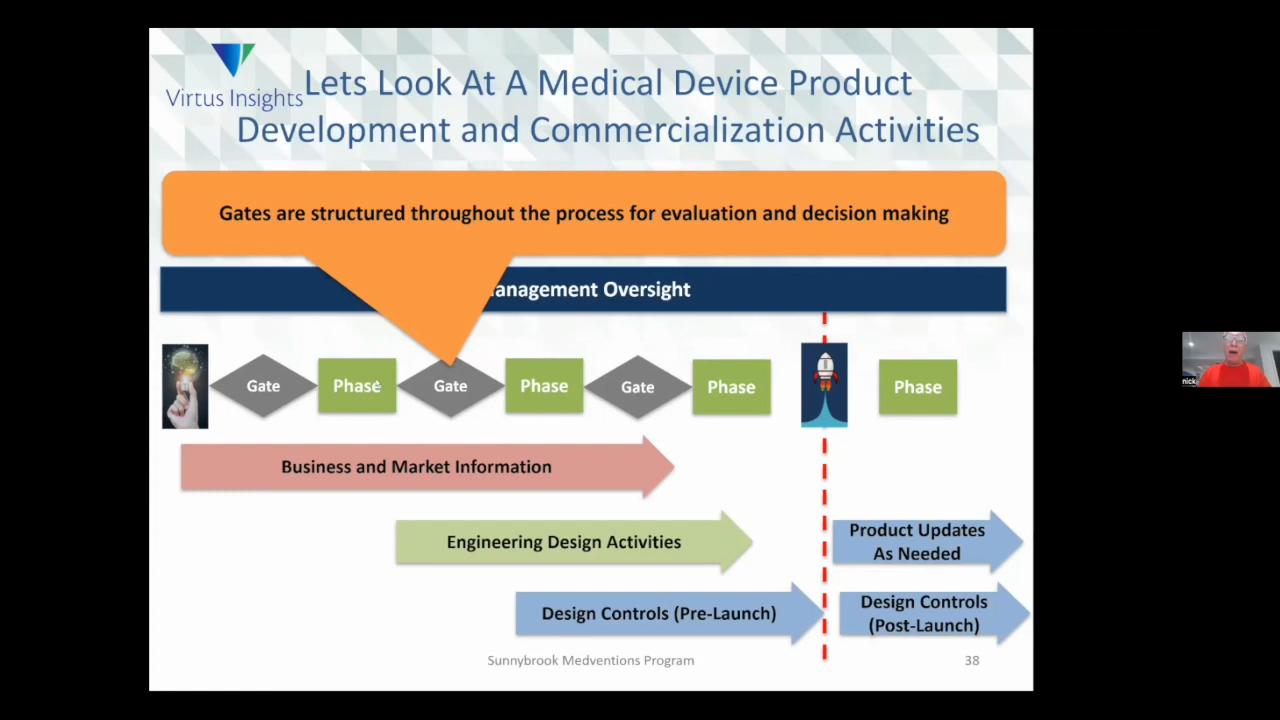 Virtus Insights
Lets Look At A Medical Device Product
Development and Commercialization Activities
Gates are structured throughout the process for evaluation and decision making
anagement Oversight
Gate
Phase
Gate
Phase
Gate
Phase
Phase
Business and Market Information
Engineering Design Activities
Product Updates
As Needed
Design Controls (Pre-Launch)
Design Controls
(Post-Launch)
Sunnybrook Medventions Program
38
nick